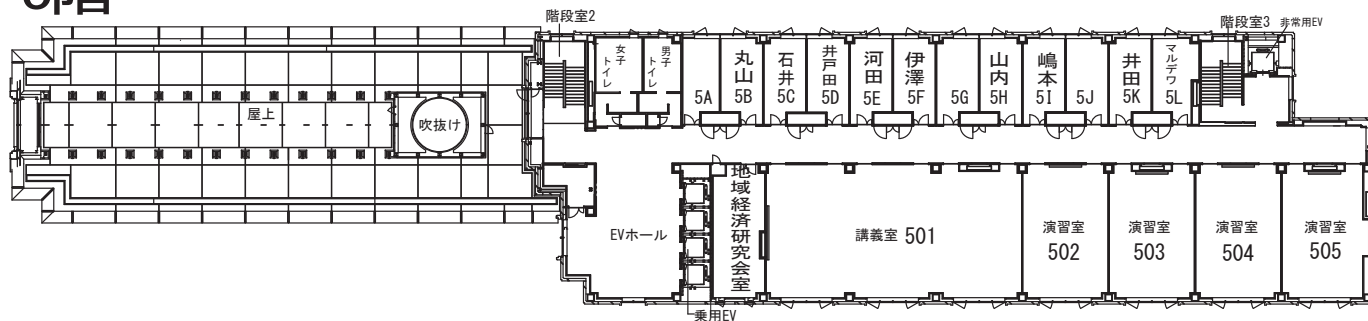 階段室2
階段室3
非常用EV
女子トイレ
男子トイレ
5A
丸山
5B
石井
5C
井戸田
5D
河田
5E
伊澤
5F
5G
山内
5H
嶋本
5I
5J
井田
5K
マルデワ
5L
屋上
吹抜け
EVホール
地域経済研究会室
講義室 501
演習室
502
演習室
503
演習室
504
演習室
505
乗用EV